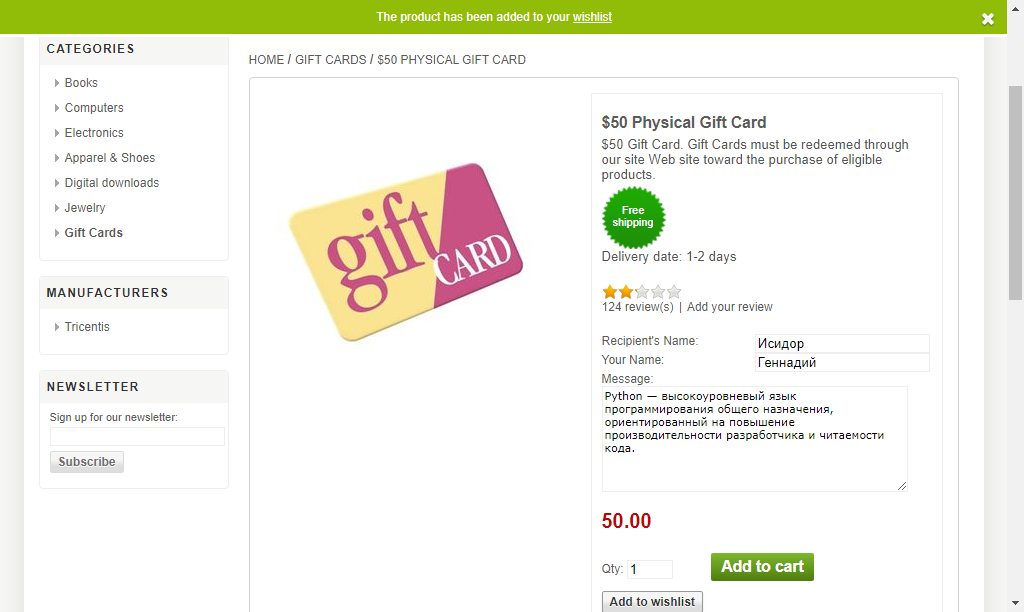 The product has been added to your wishlist
CATEGORIES
Books
Computers
Electronics
Apparel & Shoes
Digital downloads
Jewelry
Gift Cards
MANUFACTURERS
Tricentis
NEWSLETTER
Sign up for our newsletter:
Subscribe
HOME / GIFT CARDS / $50 PHYSICAL GIFT CARD
gift
CARD
$50 Physical Gift Card
$50 Gift Card. Gift Cards must be redeemed through
our site Web site toward the purchase of eligible
products.
Free
shipping
Delivery date: 1-2 days
124 review(s) | Add your review
Recipient's Name: Исидор
Your Name: Геннадий
Message:
Python — высокоуровневый язык
программирования общего назначения,
ориентированный на повышение
производительности разработчика и читаемости
кода.
50.00
Qty: 1 Add to cart
Add to wishlist